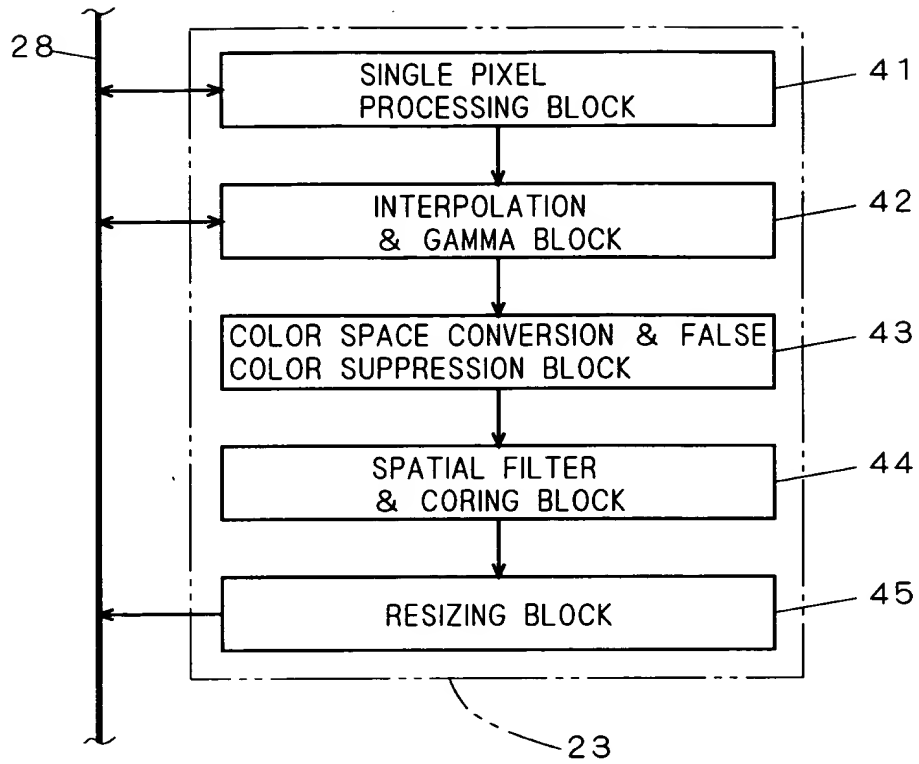 28
SINGLE PIXEL
PROCESSING BLOCK
41
INTERPOLATION
& GAMMA BLOCK
42
COLOR SPACE CONVERSION & FALSE
COLOR SUPPRESSION BLOCK
43
SPATIAL FILTER
& CORING BLOCK
44
RESIZING BLOCK
45
23